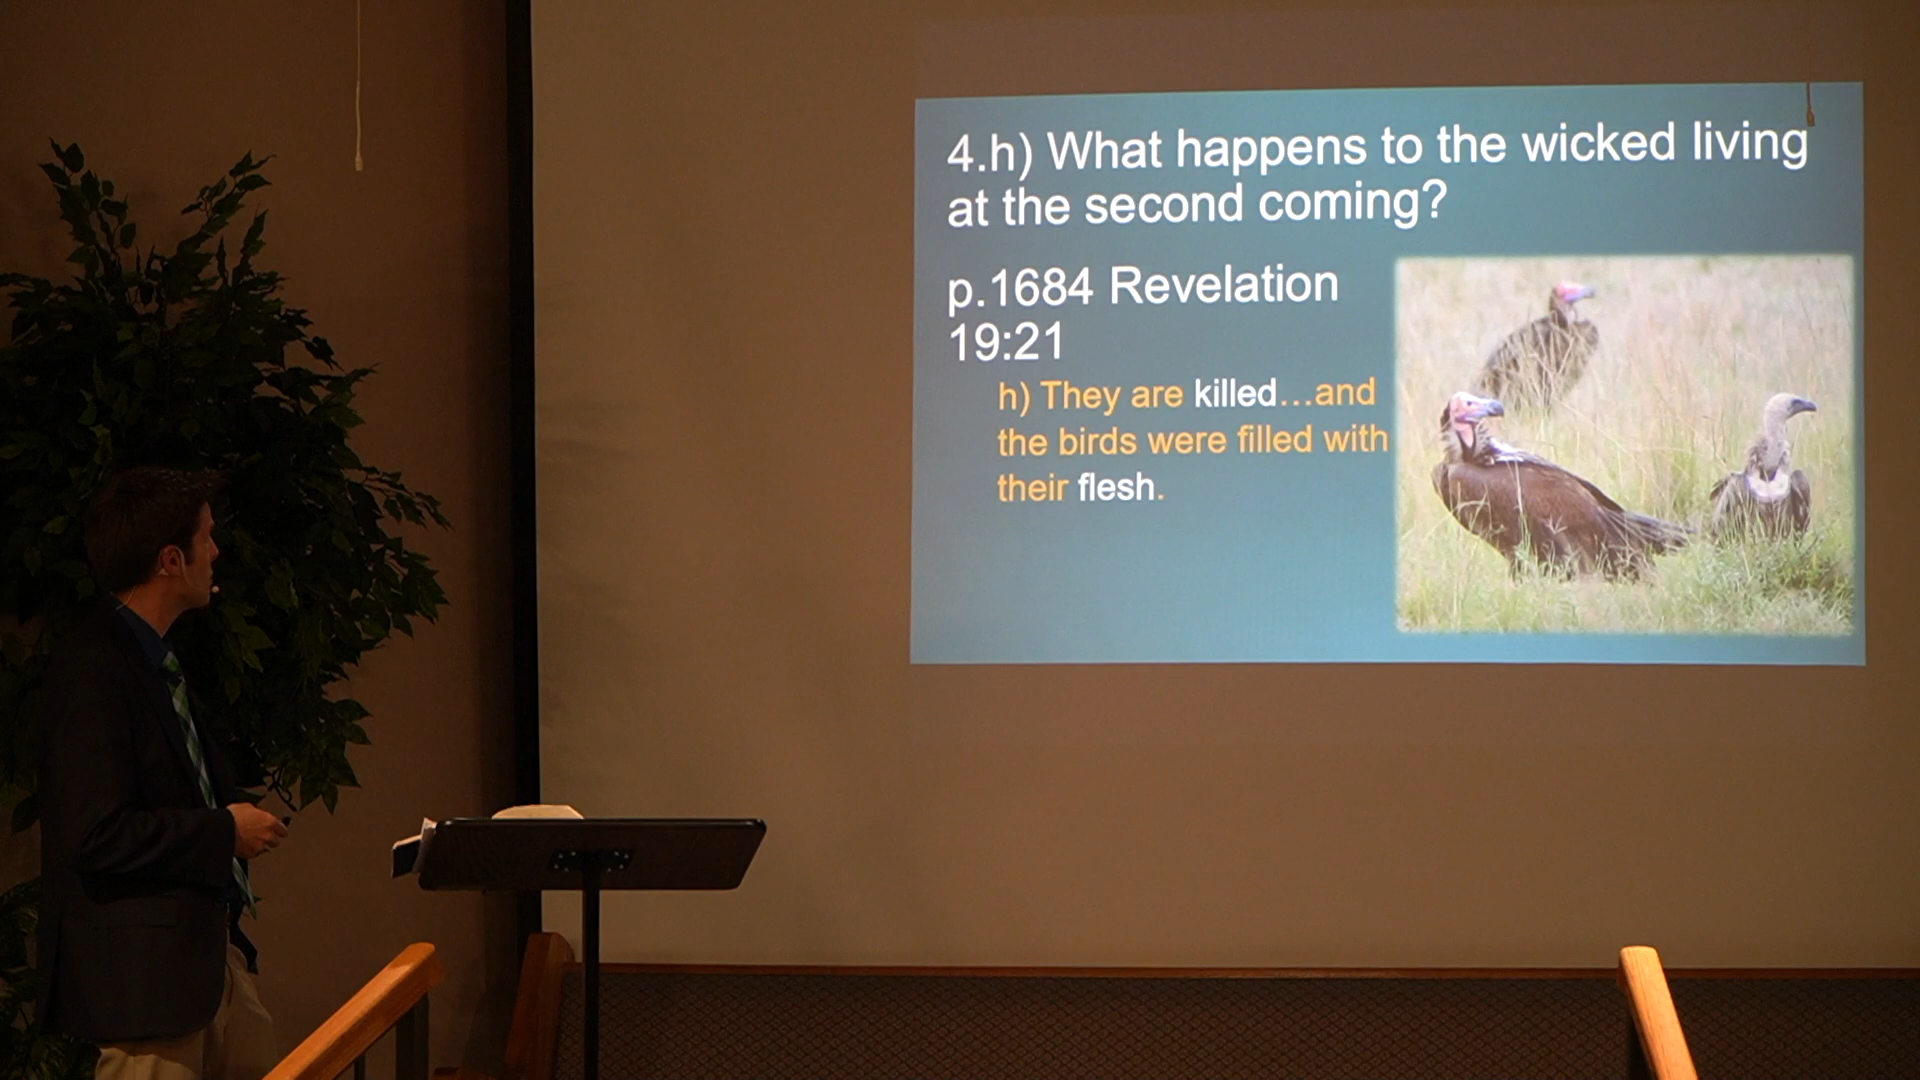 4.h) What happens to the wicked living
at the second coming?
p.1684 Revelation
19:21
h) They are killed...and
the birds were filled with
their flesh.